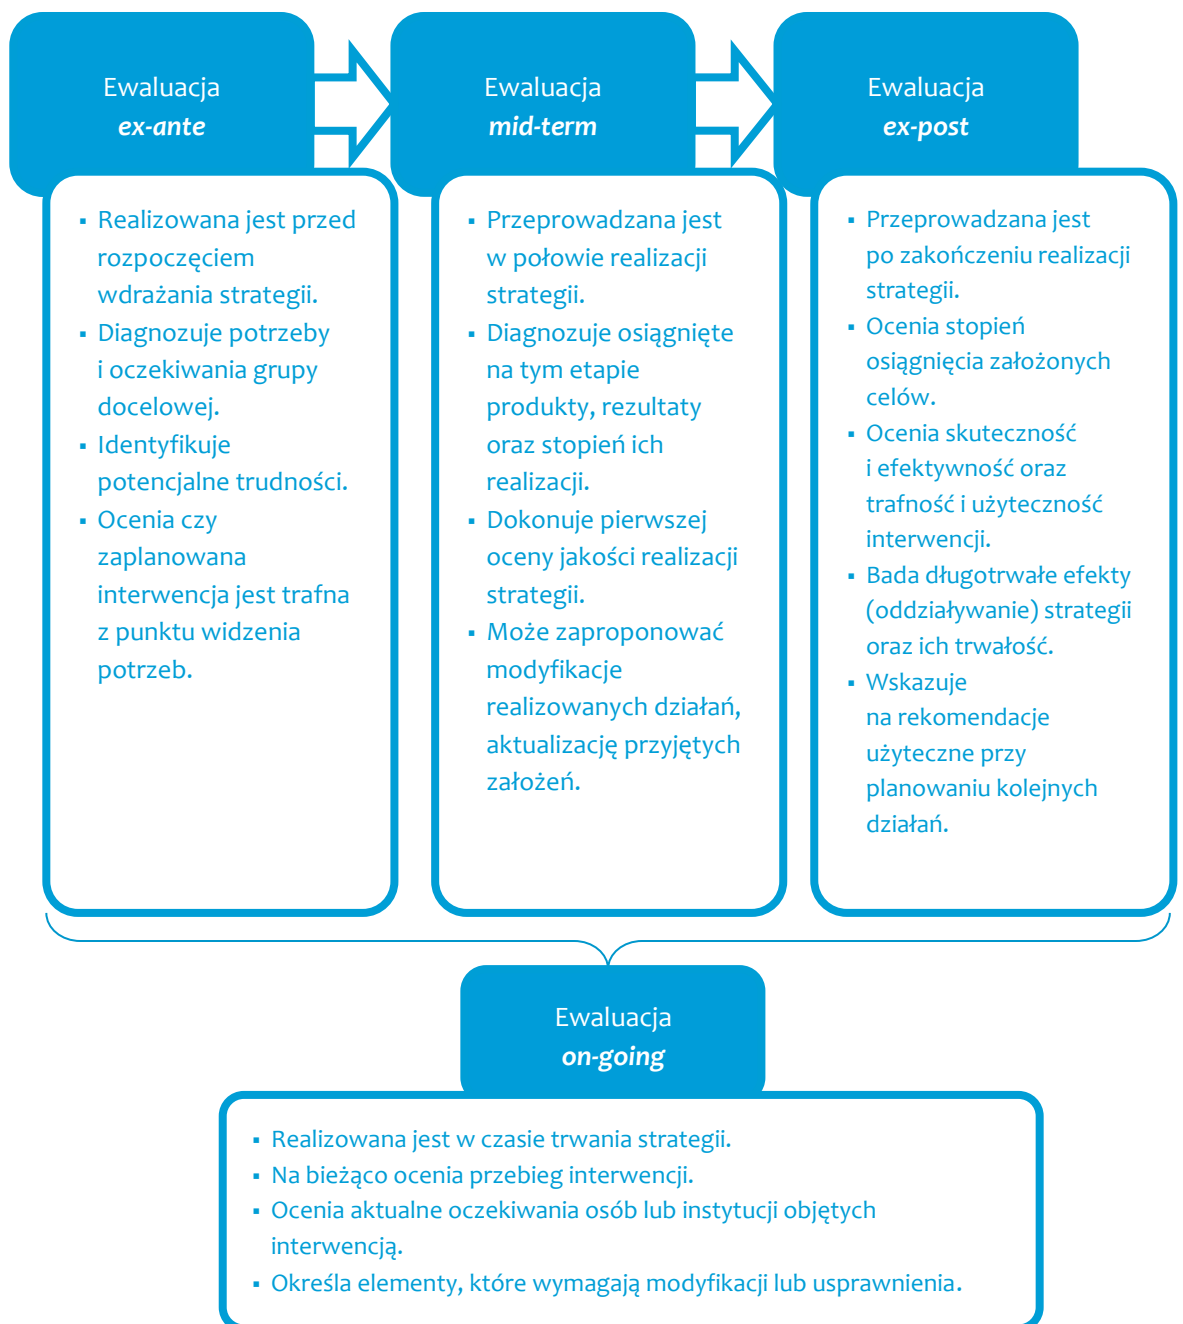 Ewaluacja
ex-ante
▪ Realizowana jest przed
rozpoczęciem
wdrażania strategii.
▪ Diagnozuje potrzeby
i oczekiwania grupy
docelowej.
▪ Identyfikuje
potencjalne trudności.
▪ Ocenia czy
zaplanowana
interwencja jest trafna
z punktu widzenia
potrzeb.
Ewaluacja
mid-term
▪ Przeprowadzana jest
w połowie realizacji
strategii.
▪ Diagnozuje osiągnięte
na tym etapie
produkty, rezultaty
oraz stopień ich
realizacji.
▪ Dokonuje pierwszej
oceny jakości realizacji
strategii.
▪ Może zaproponować
modyfikacje
realizowanych działań,
aktualizację przyjętych
założeń.
Ewaluacja
ex-post
▪ Przeprowadzana jest
po zakończeniu realizacji
strategii.
▪ Ocenia stopień
osiągnięcia założonych
celów.
▪ Ocenia skuteczność
i efektywność oraz
trafność i użyteczność
interwencji.
▪ Bada długotrwałe efekty
(oddziaływanie) strategii
oraz ich trwałość.
▪ Wskazuje
na rekomendacje
użyteczne przy
planowaniu kolejnych
działań.
Ewaluacja
on-going
▪ Realizowana jest w czasie trwania strategii.
▪ Na bieżąco ocenia przebieg interwencji.
▪ Ocenia aktualne oczekiwania osób lub instytucji objętych
interwencją.
▪ Określa elementy, które wymagają modyfikacji lub usprawnienia.